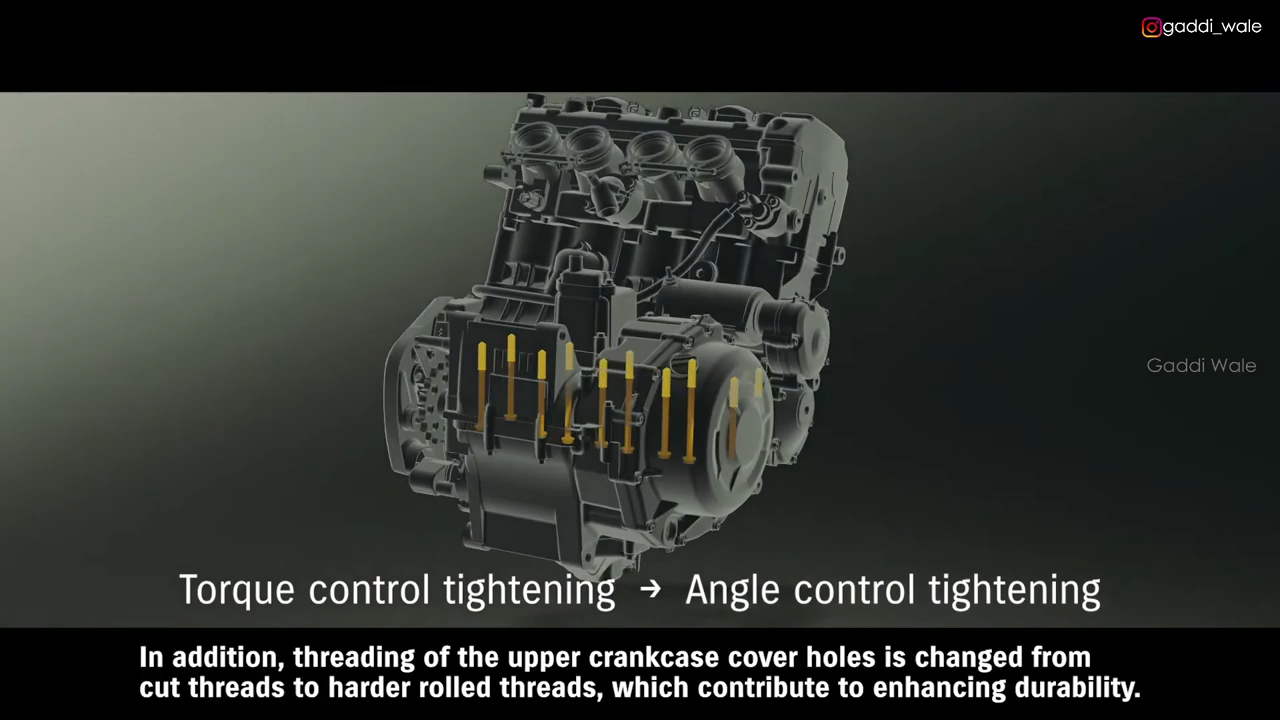 gaddi_wale
Gaddi Wale
Torque control tightening → Angle control tightening
In addition, threading of the upper crankcase cover holes is changed from
cut threads to harder rolled threads, which contribute to enhancing durability.